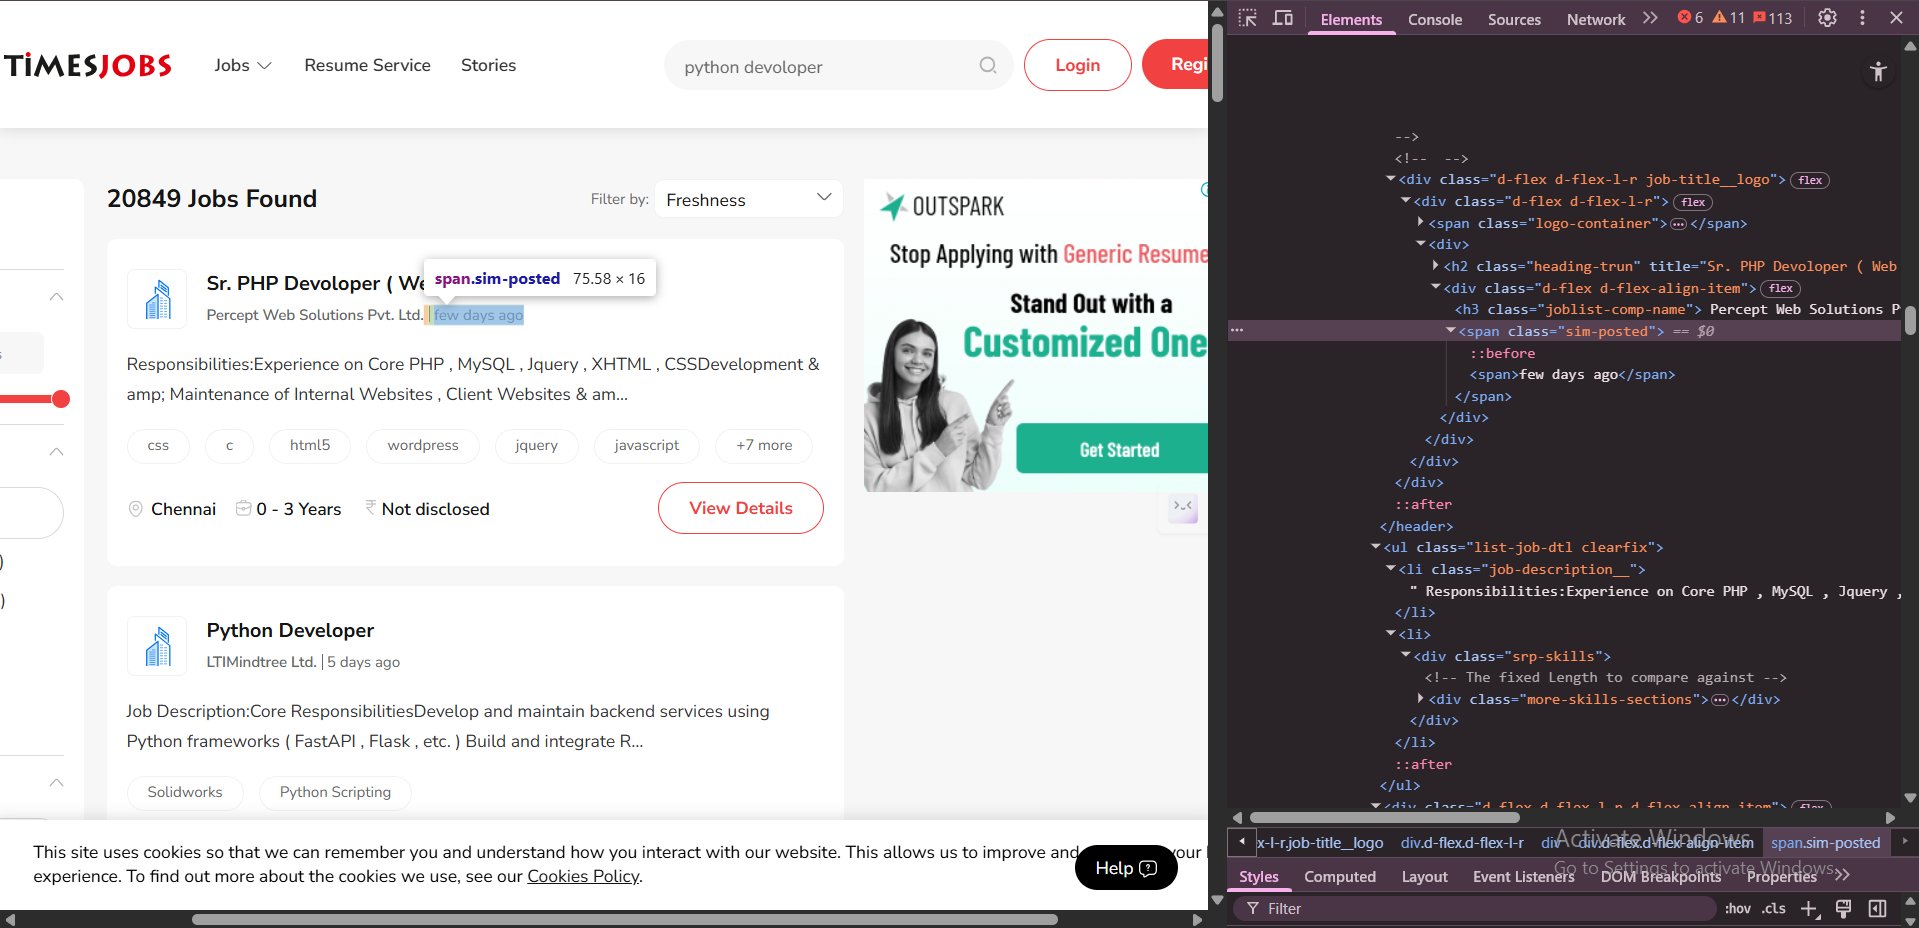 TiMESJOBS
Jobs
Resume Service
Stories
python devoloper
Login
Regi
20849 Jobs Found
Filter by:
Freshness
Sr. PHP Devoloper ( We
span.sim-posted 75.58 × 16
Percept Web Solutions Pvt. Ltd. few days ago
Responsibilities:Experience on Core PHP , MySQL , Jquery , XHTML , CSSDevelopment &
amp; Maintenance of Internal Websites , Client Websites & am...
css
c
html5
wordpress
jquery
javascript
+7 more
Chennai
0 - 3 Years
₹ Not disclosed
View Details
Python Developer
LTIMindtree Ltd. | 5 days ago
Job Description:Core ResponsibilitiesDevelop and maintain backend services using
Python frameworks ( FastAPI , Flask , etc. ) Build and integrate R...
Solidworks
Python Scripting
s
)
)
OUTSPARK
Stop Applying with Generic Resume
Stand Out with a
Customized One
Get Started
This site uses cookies so that we can remember you and understand how you interact with our website. This allows us to improve and your
experience. To find out more about the cookies we use, see our Cookies Policy.
Help
Elements
Console
Sources
Network
6
11
113
-->
<!-- -->
<div class="d-flex d-flex-l-r job-title__logo"> flex
<div class="d-flex d-flex-l-r"> flex
<span class="logo-container"> ••• </span>
<div>
<h2 class="heading-trun" title="Sr. PHP Devoloper ( Web
<div class="d-flex d-flex-align-item"> flex
<h3 class="joblist-comp-name"> Percept Web Solutions P
<span class="sim-posted"> == $0
::before
<span>few days ago</span>
</span>
</div>
</div>
</div>
</div>
::after
</header>
<ul class="list-job-dtl clearfix">
<li class="job-description__">
" Responsibilities:Experience on Core PHP , MySQL , Jquery ,
</li>
<li>
<div class="srp-skills">
<!-- The fixed Length to compare against -->
<div class="more-skills-sections"> ••• </div>
</div>
</li>
::after
</ul>
<div class="d-flex d-flex-l-r d-flex-align-item"> flex
x-l-r.job-title__logo
div.d-flex.d-flex-l-r
div
div.d-flex.d-flex-align-item
span.sim-posted
Activate Windows
Go to Settings to activate Windows.
Styles
Computed
Layout
Event Listeners
DOM Breakpoints
Properties
Filter
:hov
.cls